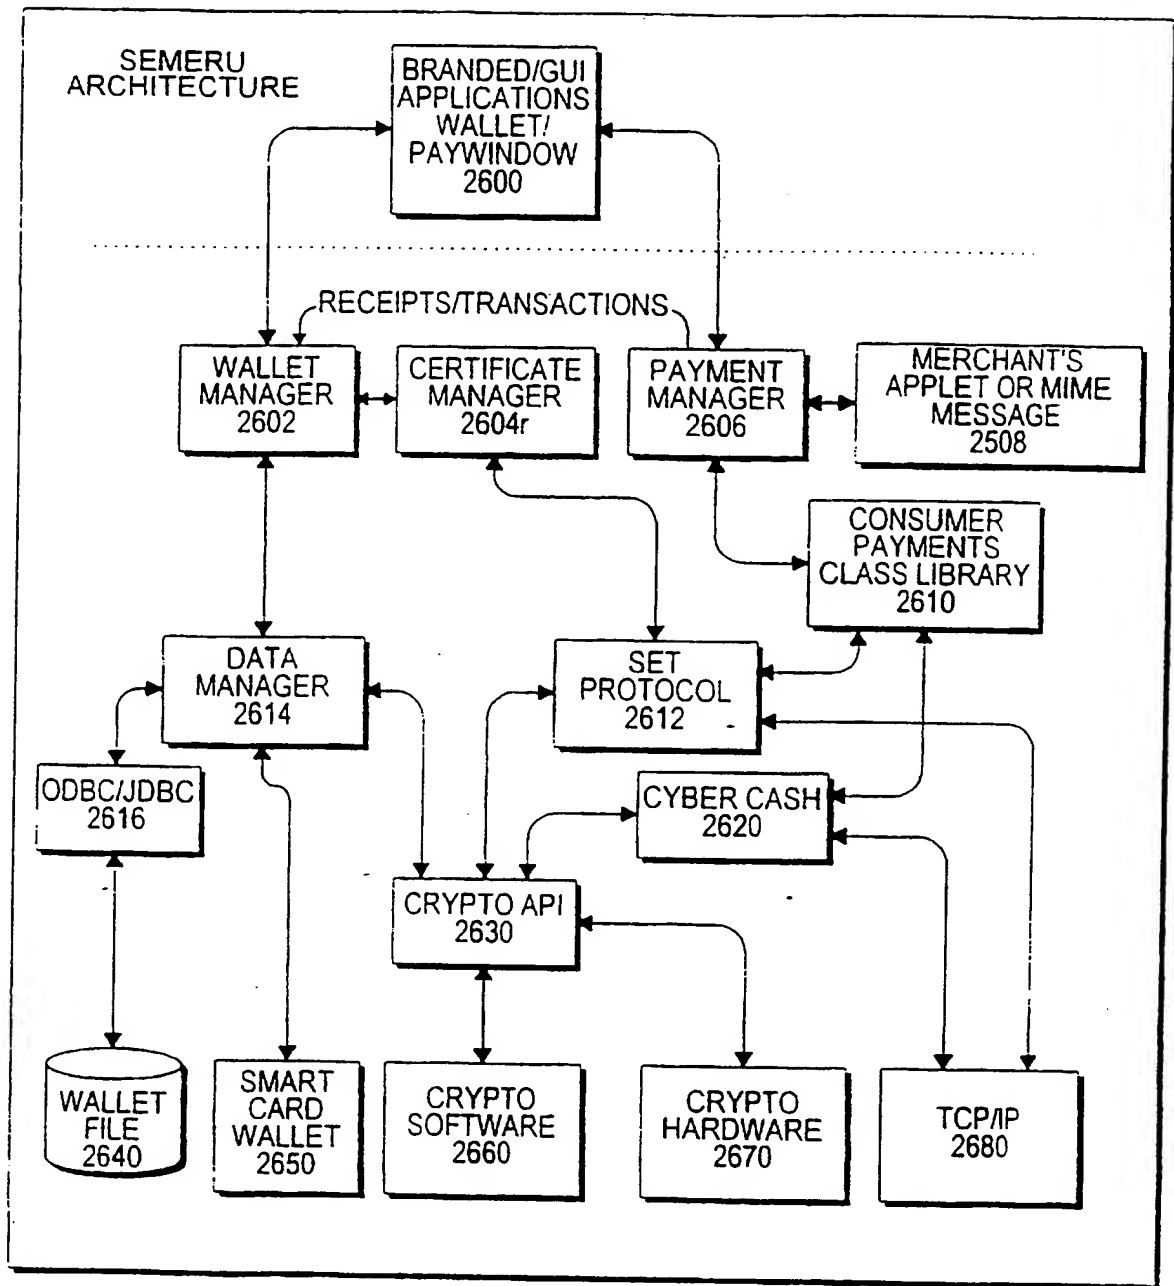 SEMERU
ARCHITECTURE
BRANDED/GUI
APPLICATIONS
WALLET/
PAYWINDOW
2600
RECEIPTS/TRANSACTIONS
WALLET
MANAGER
2602
CERTIFICATE
MANAGER
2604r
PAYMENT
MANAGER
2606
MERCHANT'S
APPLET OR MIME
MESSAGE
2508
CONSUMER
PAYMENTS
CLASS LIBRARY
2610
DATA
MANAGER
2614
SET
PROTOCOL
2612
ODBC/JDBC
2616
CYBER CASH
2620
CRYPTO API
2630
WALLET
FILE
2640
SMART
CARD
WALLET
2650
CRYPTO
SOFTWARE
2660
CRYPTO
HARDWARE
2670
TCP/IP
2680